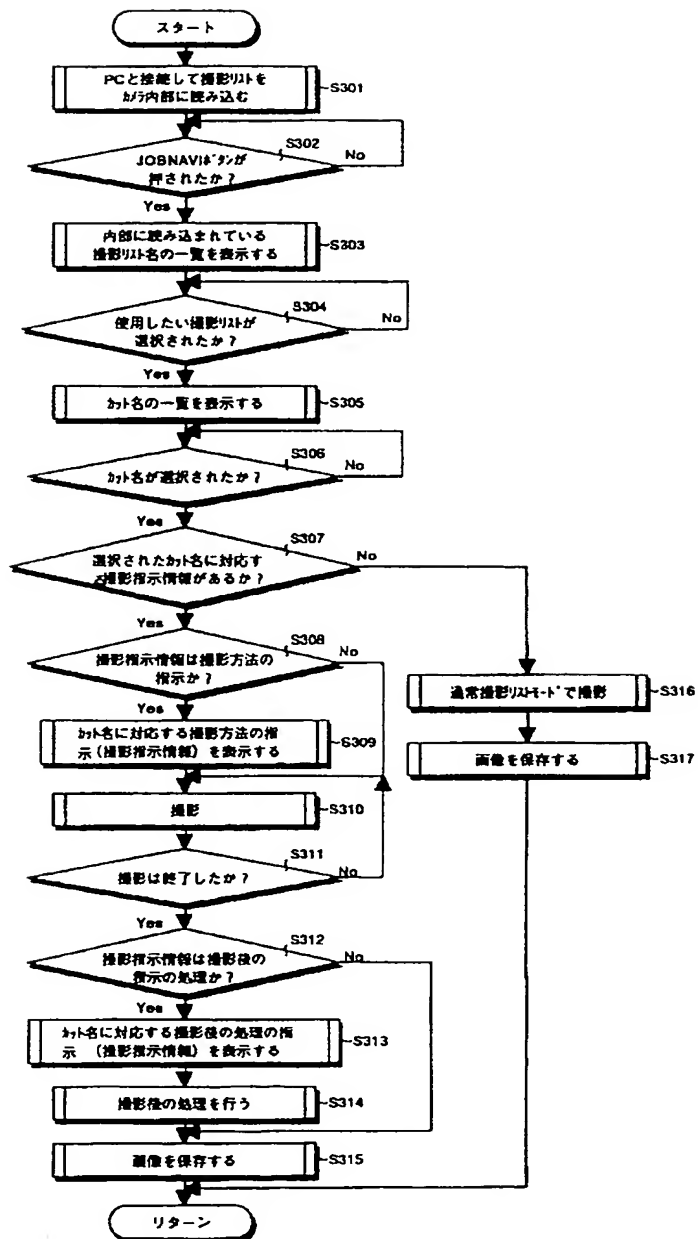 スタート
PCと接続して撮影ﾘｽﾄを
ｶﾒﾗ内部に読み込む
S301
S302
JOBNAVIﾎﾞﾀﾝが
押されたか？
No
Yes
内部に読み込まれている
撮影ﾘｽﾄ名の一覧を表示する
S303
S304
使用したい撮影ﾘｽﾄが
選択されたか？
No
Yes
ｶｯﾄ名の一覧を表示する
S305
S306
ｶｯﾄ名が選択されたか？
No
Yes
S307
選択されたｶｯﾄ名に対応す
る撮影指示情報があるか？
No
Yes
S308
撮影指示情報は撮影方法の
指示か？
No
Yes
ｶｯﾄ名に対応する撮影方法の指
示（撮影指示情報）を表示する
S309
通常撮影ﾘｽﾄﾓｰﾄﾞで撮影
S316
画像を保存する
S317
撮影
S310
S311
撮影は終了したか？
No
Yes
S312
撮影指示情報は撮影後の
指示の処理か？
No
Yes
ｶｯﾄ名に対応する撮影後の処理の指
示 （撮影指示情報）を表示する
S313
撮影後の処理を行う
S314
画像を保存する
S315
リターン